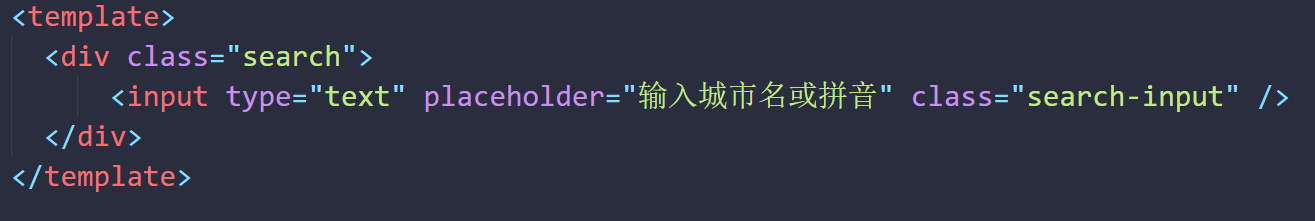 <template>
  <div class="search">
      <input type="text" placeholder="输入城市名或拼音" class="search-input" />
  </div>
</template>